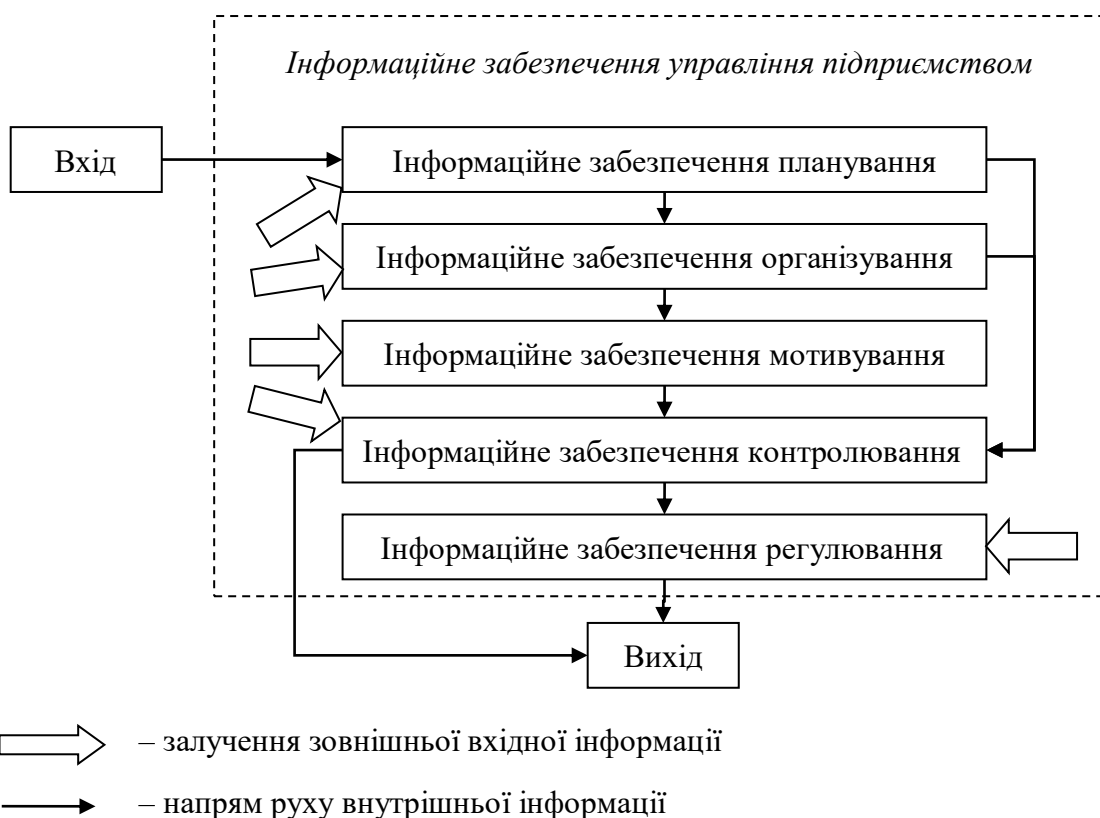 Інформаційне забезпечення управління підприємством
Вхід
Інформаційне забезпечення планування
Інформаційне забезпечення організування
Інформаційне забезпечення мотивування
Інформаційне забезпечення контролювання
Інформаційне забезпечення регулювання
Вихід
– залучення зовнішньої вхідної інформації
– напрям руху внутрішньої інформації